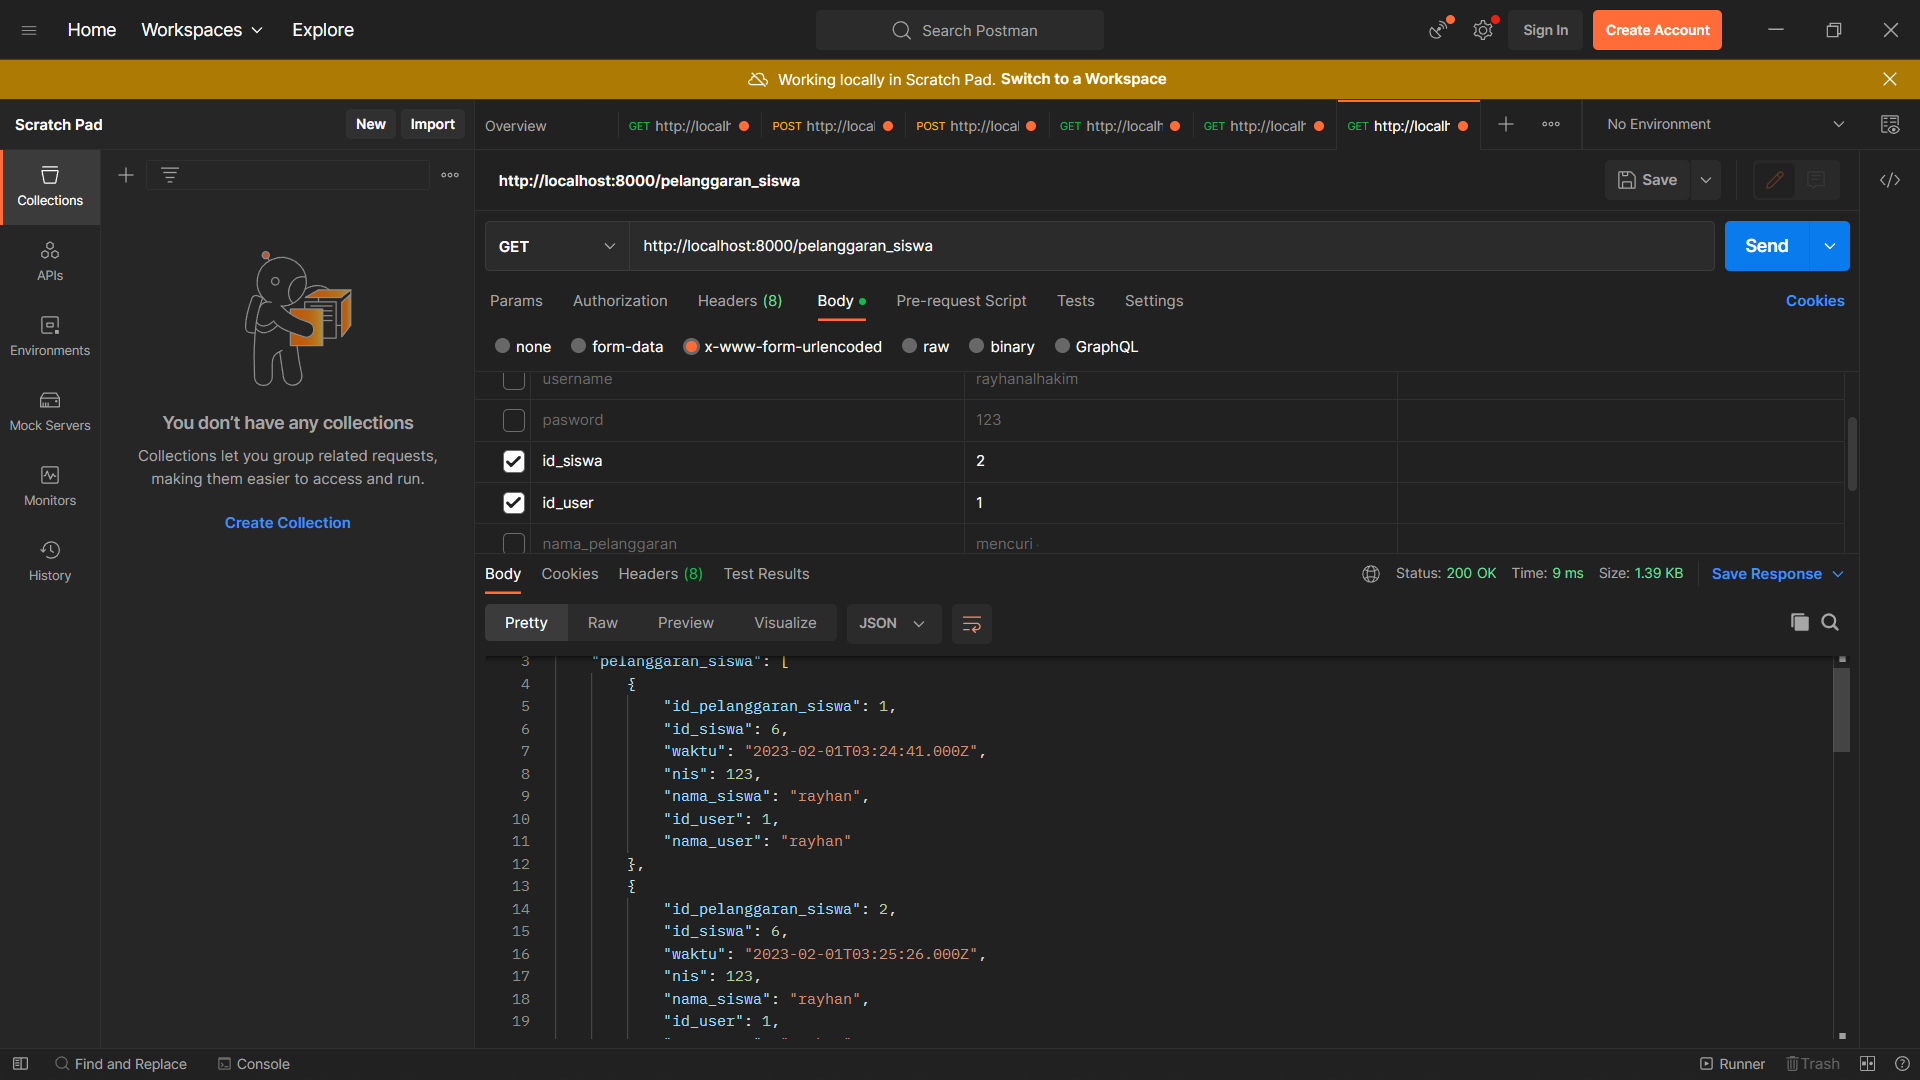 Home Workspaces Explore Search Postman Sign In Create Account
Working locally in Scratch Pad. Switch to a Workspace
Scratch Pad New Import Overview GET http://localh POST http://local POST http://local GET http://localh GET http://localh GET http://localh No Environment
http://localhost:8000/pelanggaran_siswa Save
Collections
GET http://localhost:8000/pelanggaran_siswa Send
APIs
Params Authorization Headers (8) Body Pre-request Script Tests Settings Cookies
Environments
none form-data x-www-form-urlencoded raw binary GraphQL
username rayhanalhakim
Mock Servers
pasword 123
You don't have any collections
Collections let you group related requests,
making them easier to access and run.
id_siswa 2
Monitors
id_user 1
Create Collection
nama_pelanggaran mencuri
History
Body Cookies Headers (8) Test Results Status: 200 OK Time: 9 ms Size: 1.39 KB Save Response
Pretty Raw Preview Visualize JSON
3 "pelanggaran_siswa": [
4 {
5 "id_pelanggaran_siswa": 1,
6 "id_siswa": 6,
7 "waktu": "2023-02-01T03:24:41.000Z",
8 "nis": 123,
9 "nama_siswa": "rayhan",
10 "id_user": 1,
11 "nama_user": "rayhan"
12 },
13 {
14 "id_pelanggaran_siswa": 2,
15 "id_siswa": 6,
16 "waktu": "2023-02-01T03:25:26.000Z",
17 "nis": 123,
18 "nama_siswa": "rayhan",
19 "id_user": 1,
Find and Replace Console Runner Trash